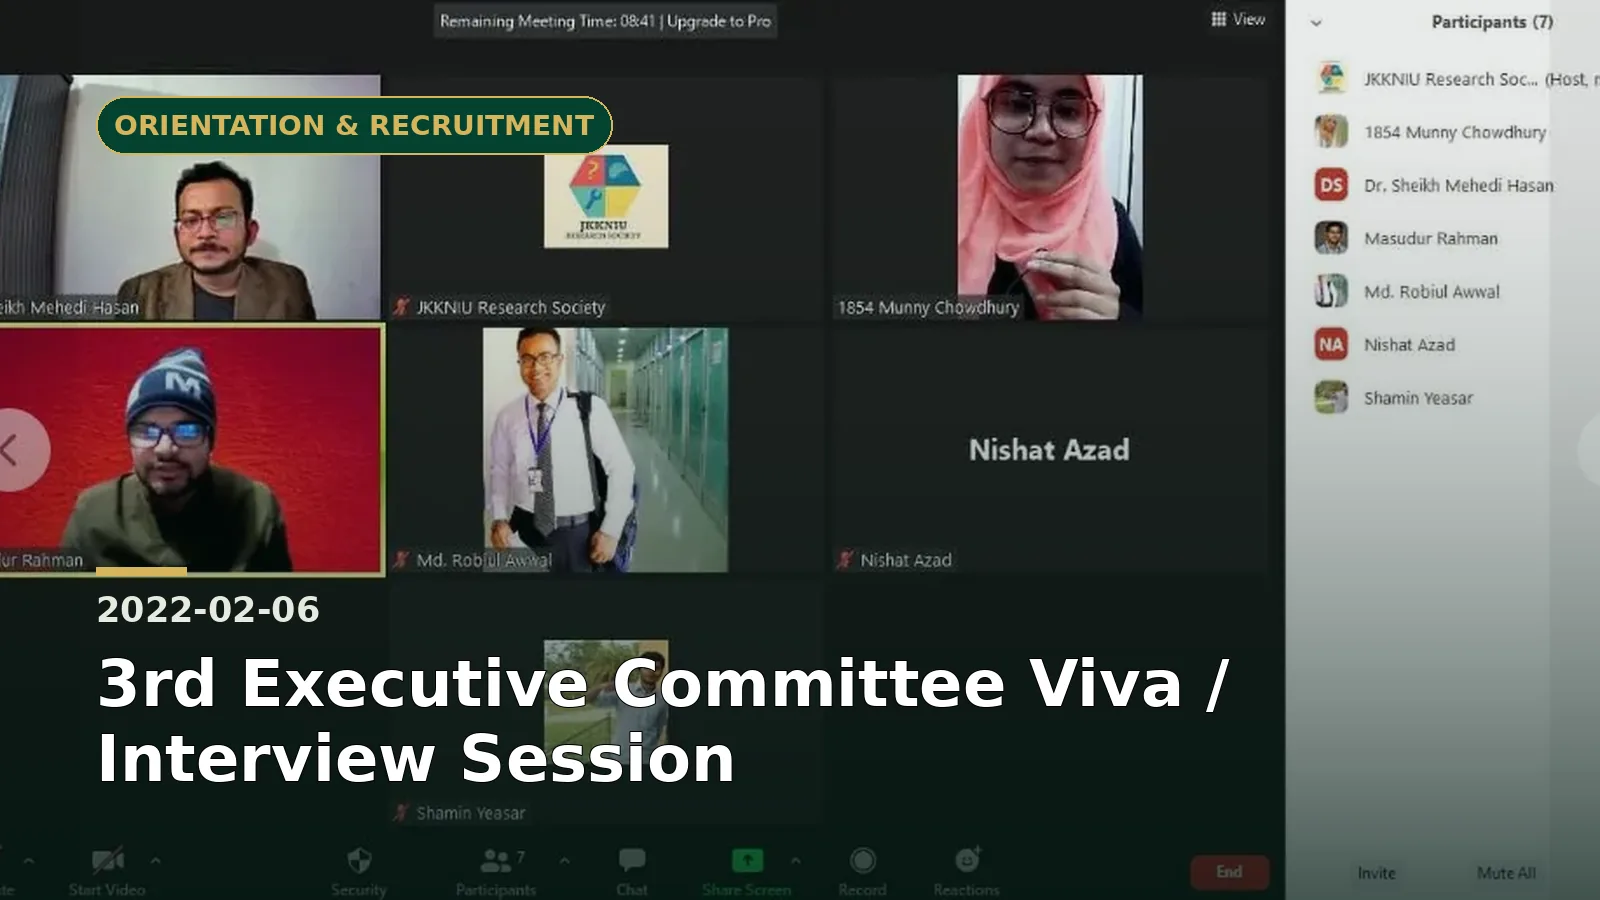 Remaining Meeting Time: 08:41 | Upgrade to Pro
View
Participants (7)
ORIENTATION & RECRUITMENT
JKKNIU Research Soc... (Host,
1854 Munny Chowdhury
DS Dr. Sheikh Mehedi Hasan
Masudur Rahman
Md. Robiul Awwal
NA Nishat Azad
Shamin Yeasar
JKKNIU
RESEARCH SOCIETY
Mehedi Hasan
JKKNIU Research Society
1854 Munny Chowdhury
M
Nishat Azad
Rahman
Md. Robiul Awwal
Nishat Azad
2022-02-06
3rd Executive Committee Viva /
Interview Session
Shamin Yeasar
7
Start Video
Security
Participants
Chat
Share Screen
Record
Reactions
End
Invite
Mute All